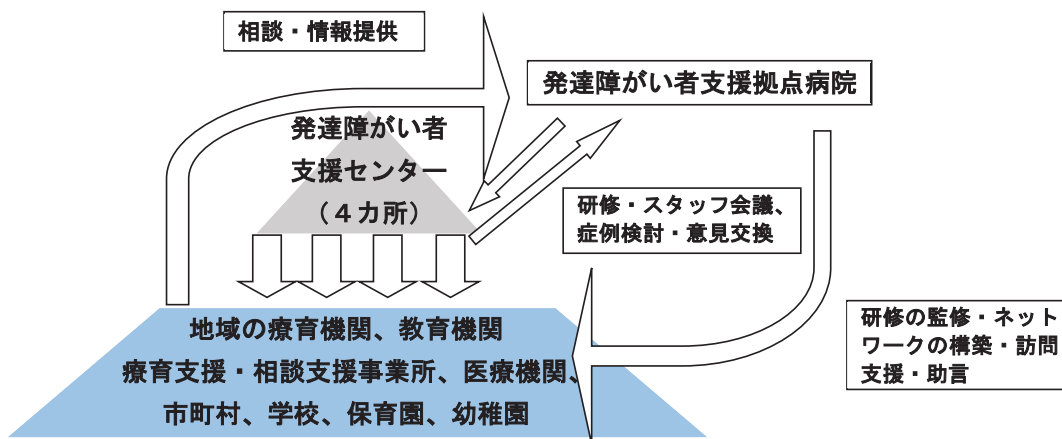 相談・情報提供
発達障がい者支援拠点病院
発達障がい者
支援センター
（４カ所）
研修・スタッフ会議、
症例検討・意見交換
地域の療育機関、教育機関
療育支援・相談支援事業所、医療機関、
市町村、学校、保育園、幼稚園
研修の監修・ネット
ワークの構築・訪問
支援・助言